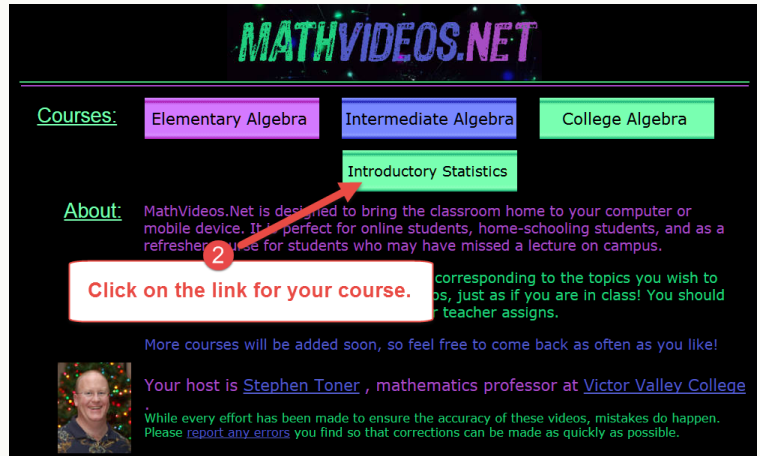 MATHVIDEOS.NET
Courses:
Elementary Algebra
Intermediate Algebra
College Algebra
Introductory Statistics
About:
MathVideos.Net is designed to bring the classroom home to your computer or
mobile device. It is perfect for online students, home-schooling students, and as a
refresher course for students who may have missed a lecture on campus.
2
Click on the link for your course.
corresponding to the topics you wish to
os, just as if you are in class! You should
r teacher assigns.
More courses will be added soon, so feel free to come back as often as you like!
Your host is Stephen Toner , mathematics professor at Victor Valley College
.
While every effort has been made to ensure the accuracy of these videos, mistakes do happen.
Please report any errors you find so that corrections can be made as quickly as possible.